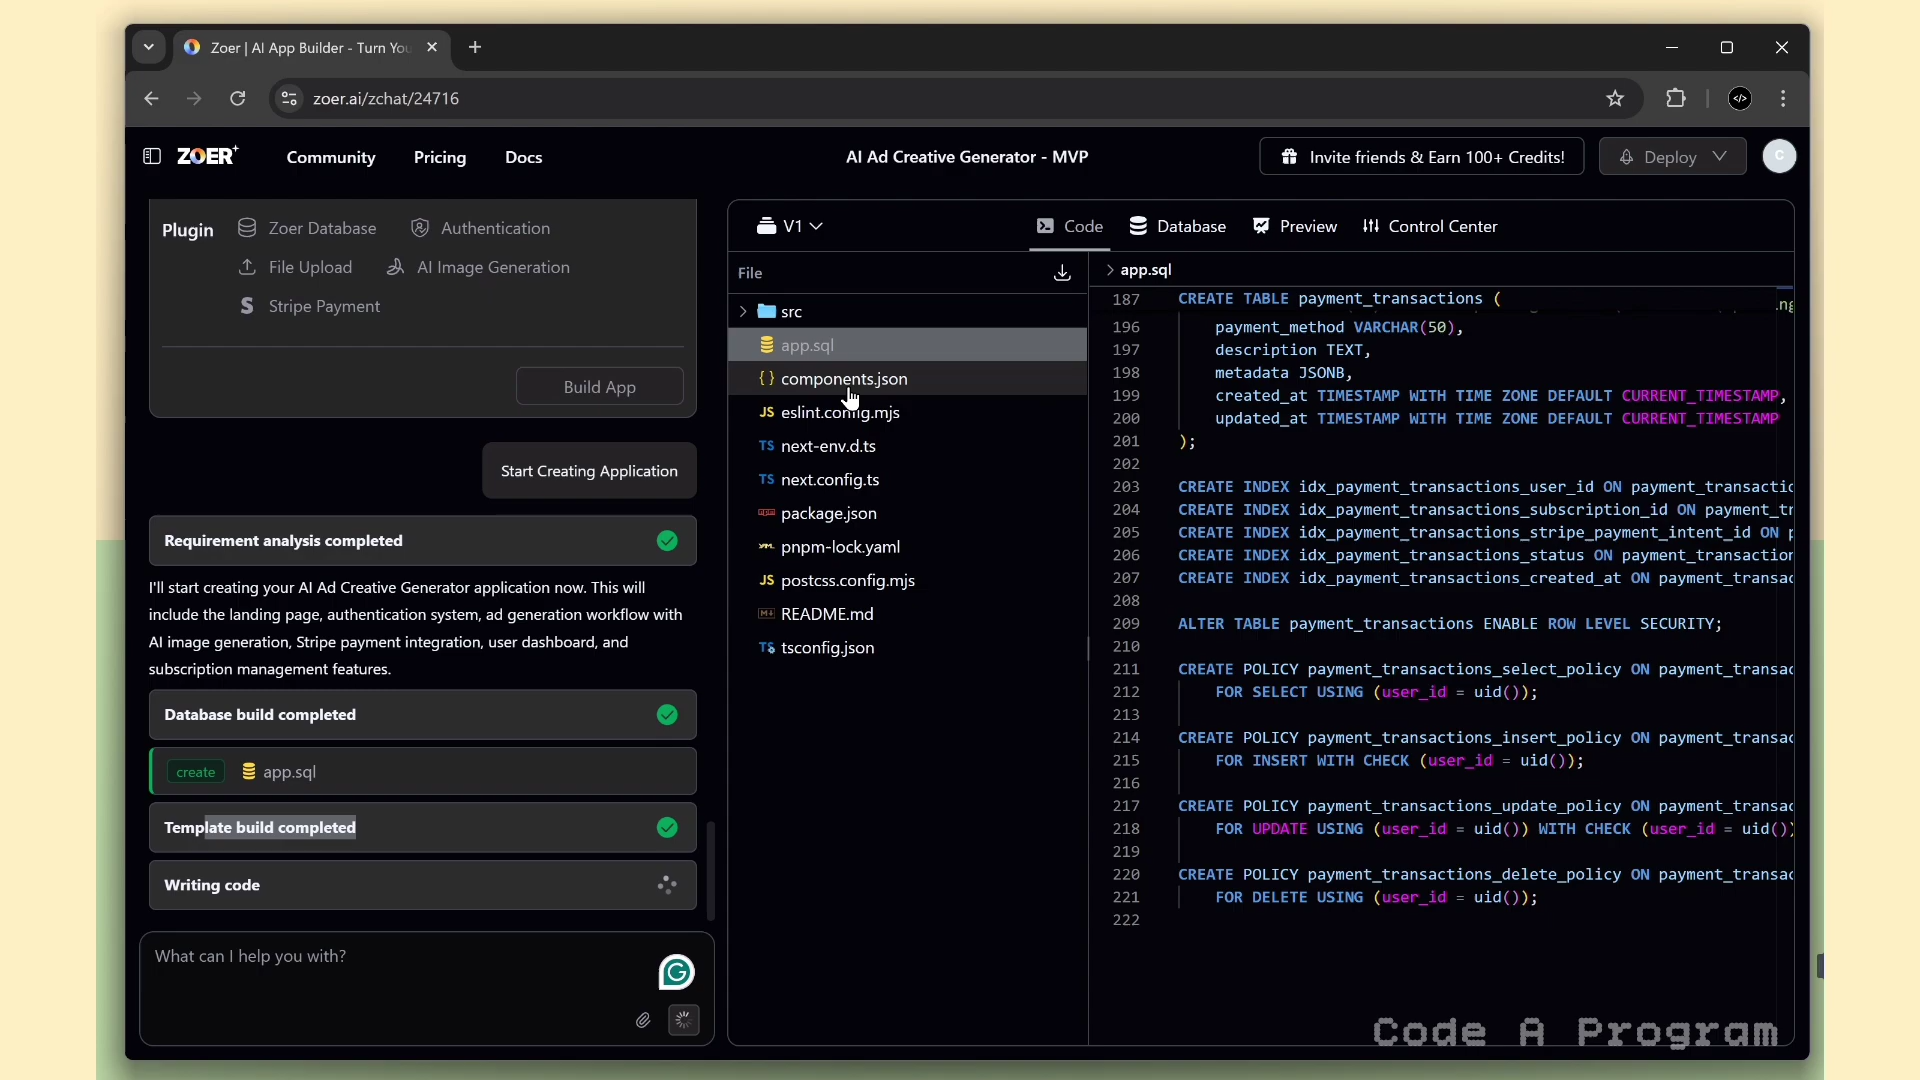 Zoer | AI App Builder - Turn You
zoer.ai/zchat/24716
ZOER
Community
Pricing
Docs
AI Ad Creative Generator - MVP
Invite friends & Earn 100+ Credits!
Deploy
C
Plugin
Zoer Database
Authentication
File Upload
AI Image Generation
Stripe Payment
Build App
Start Creating Application
Requirement analysis completed
I'll start creating your AI Ad Creative Generator application now. This will
include the landing page, authentication system, ad generation workflow with
AI image generation, Stripe payment integration, user dashboard, and
subscription management features.
Database build completed
create app.sql
Template build completed
Writing code
What can I help you with?
V1
Code
Database
Preview
Control Center
File
src
app.sql
{} components.json
JS eslint.config.mjs
TS next-env.d.ts
TS next.config.ts
package.json
pnpm-lock.yaml
JS postcss.config.mjs
README.md
TS tsconfig.json
> app.sql
187 CREATE TABLE payment_transactions (
196 payment_method VARCHAR(50),
197 description TEXT,
198 metadata JSONB,
199 created_at TIMESTAMP WITH TIME ZONE DEFAULT CURRENT_TIMESTAMP,
200 updated_at TIMESTAMP WITH TIME ZONE DEFAULT CURRENT_TIMESTAMP
201 );
202
203 CREATE INDEX idx_payment_transactions_user_id ON payment_transactio
204 CREATE INDEX idx_payment_transactions_subscription_id ON payment_tr
205 CREATE INDEX idx_payment_transactions_stripe_payment_intent_id ON p
206 CREATE INDEX idx_payment_transactions_status ON payment_transaction
207 CREATE INDEX idx_payment_transactions_created_at ON payment_transac
208
209 ALTER TABLE payment_transactions ENABLE ROW LEVEL SECURITY;
210
211 CREATE POLICY payment_transactions_select_policy ON payment_transac
212 FOR SELECT USING (user_id = uid());
213
214 CREATE POLICY payment_transactions_insert_policy ON payment_transac
215 FOR INSERT WITH CHECK (user_id = uid());
216
217 CREATE POLICY payment_transactions_update_policy ON payment_transac
218 FOR UPDATE USING (user_id = uid()) WITH CHECK (user_id = uid())
219
220 CREATE POLICY payment_transactions_delete_policy ON payment_transac
221 FOR DELETE USING (user_id = uid());
222
Code A Program